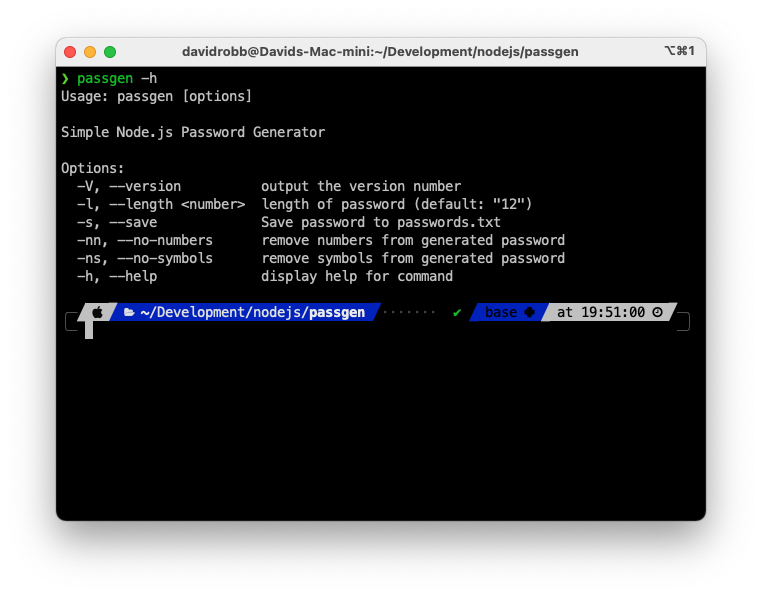 davidrobb@Davids-Mac-mini:~/Development/nodejs/passgen ⌥⌘1
❯ passgen -h
Usage: passgen [options]
Simple Node.js Password Generator
Options:
-V, --version output the version number
-l, --length <number> length of password (default: "12")
-s, --save Save password to passwords.txt
-nn, --no-numbers remove numbers from generated password
-ns, --no-symbols remove symbols from generated password
-h, --help display help for command
~/Development/nodejs/passgen ······· ✔ base at 19:51:00